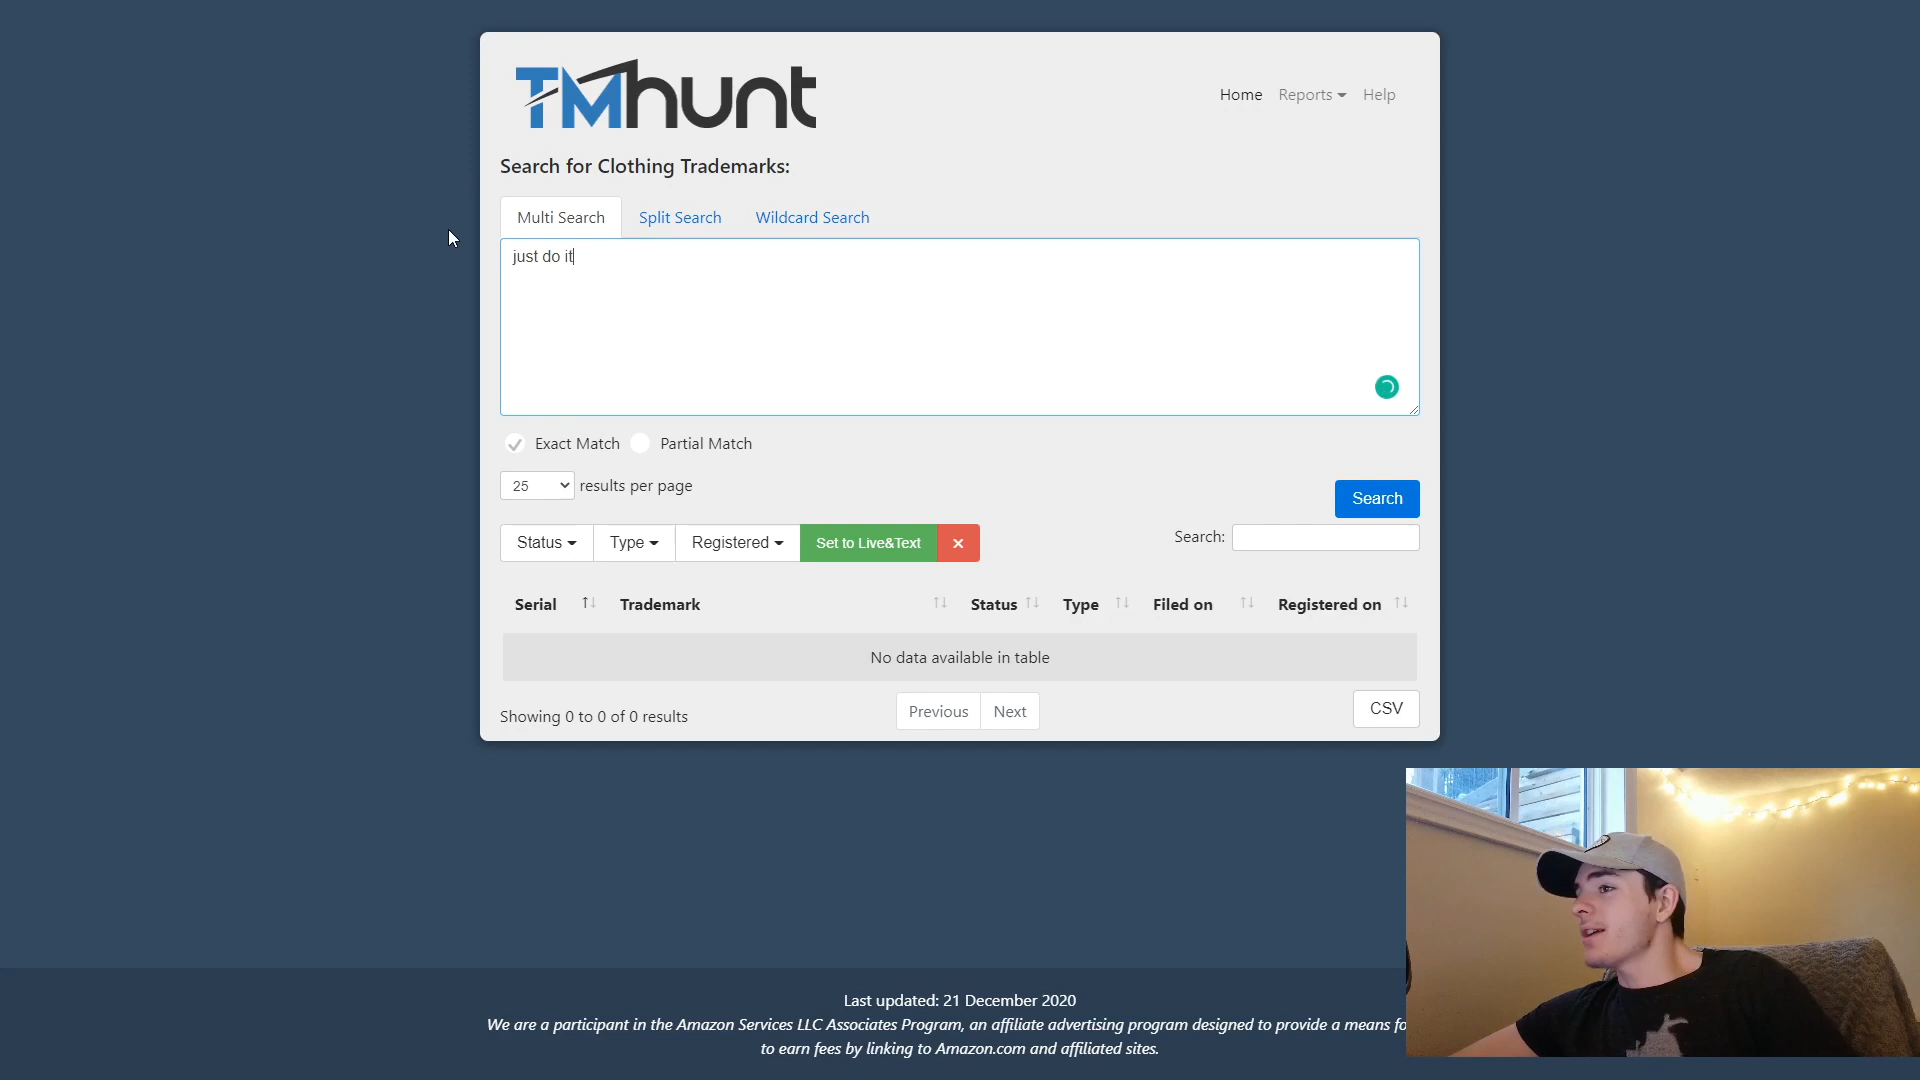 TMhunt
Home Reports Help
Search for Clothing Trademarks:
Multi Search Split Search Wildcard Search
just do it
Exact Match Partial Match
25 results per page
Search
Status Type Registered Set to Live&Text ×
Search:
Serial Trademark Status Type Filed on Registered on
No data available in table
Showing 0 to 0 of 0 results
Previous Next
CSV
Last updated: 21 December 2020
We are a participant in the Amazon Services LLC Associates Program, an affiliate advertising program designed to provide a means fo
to earn fees by linking to Amazon.com and affiliated sites.